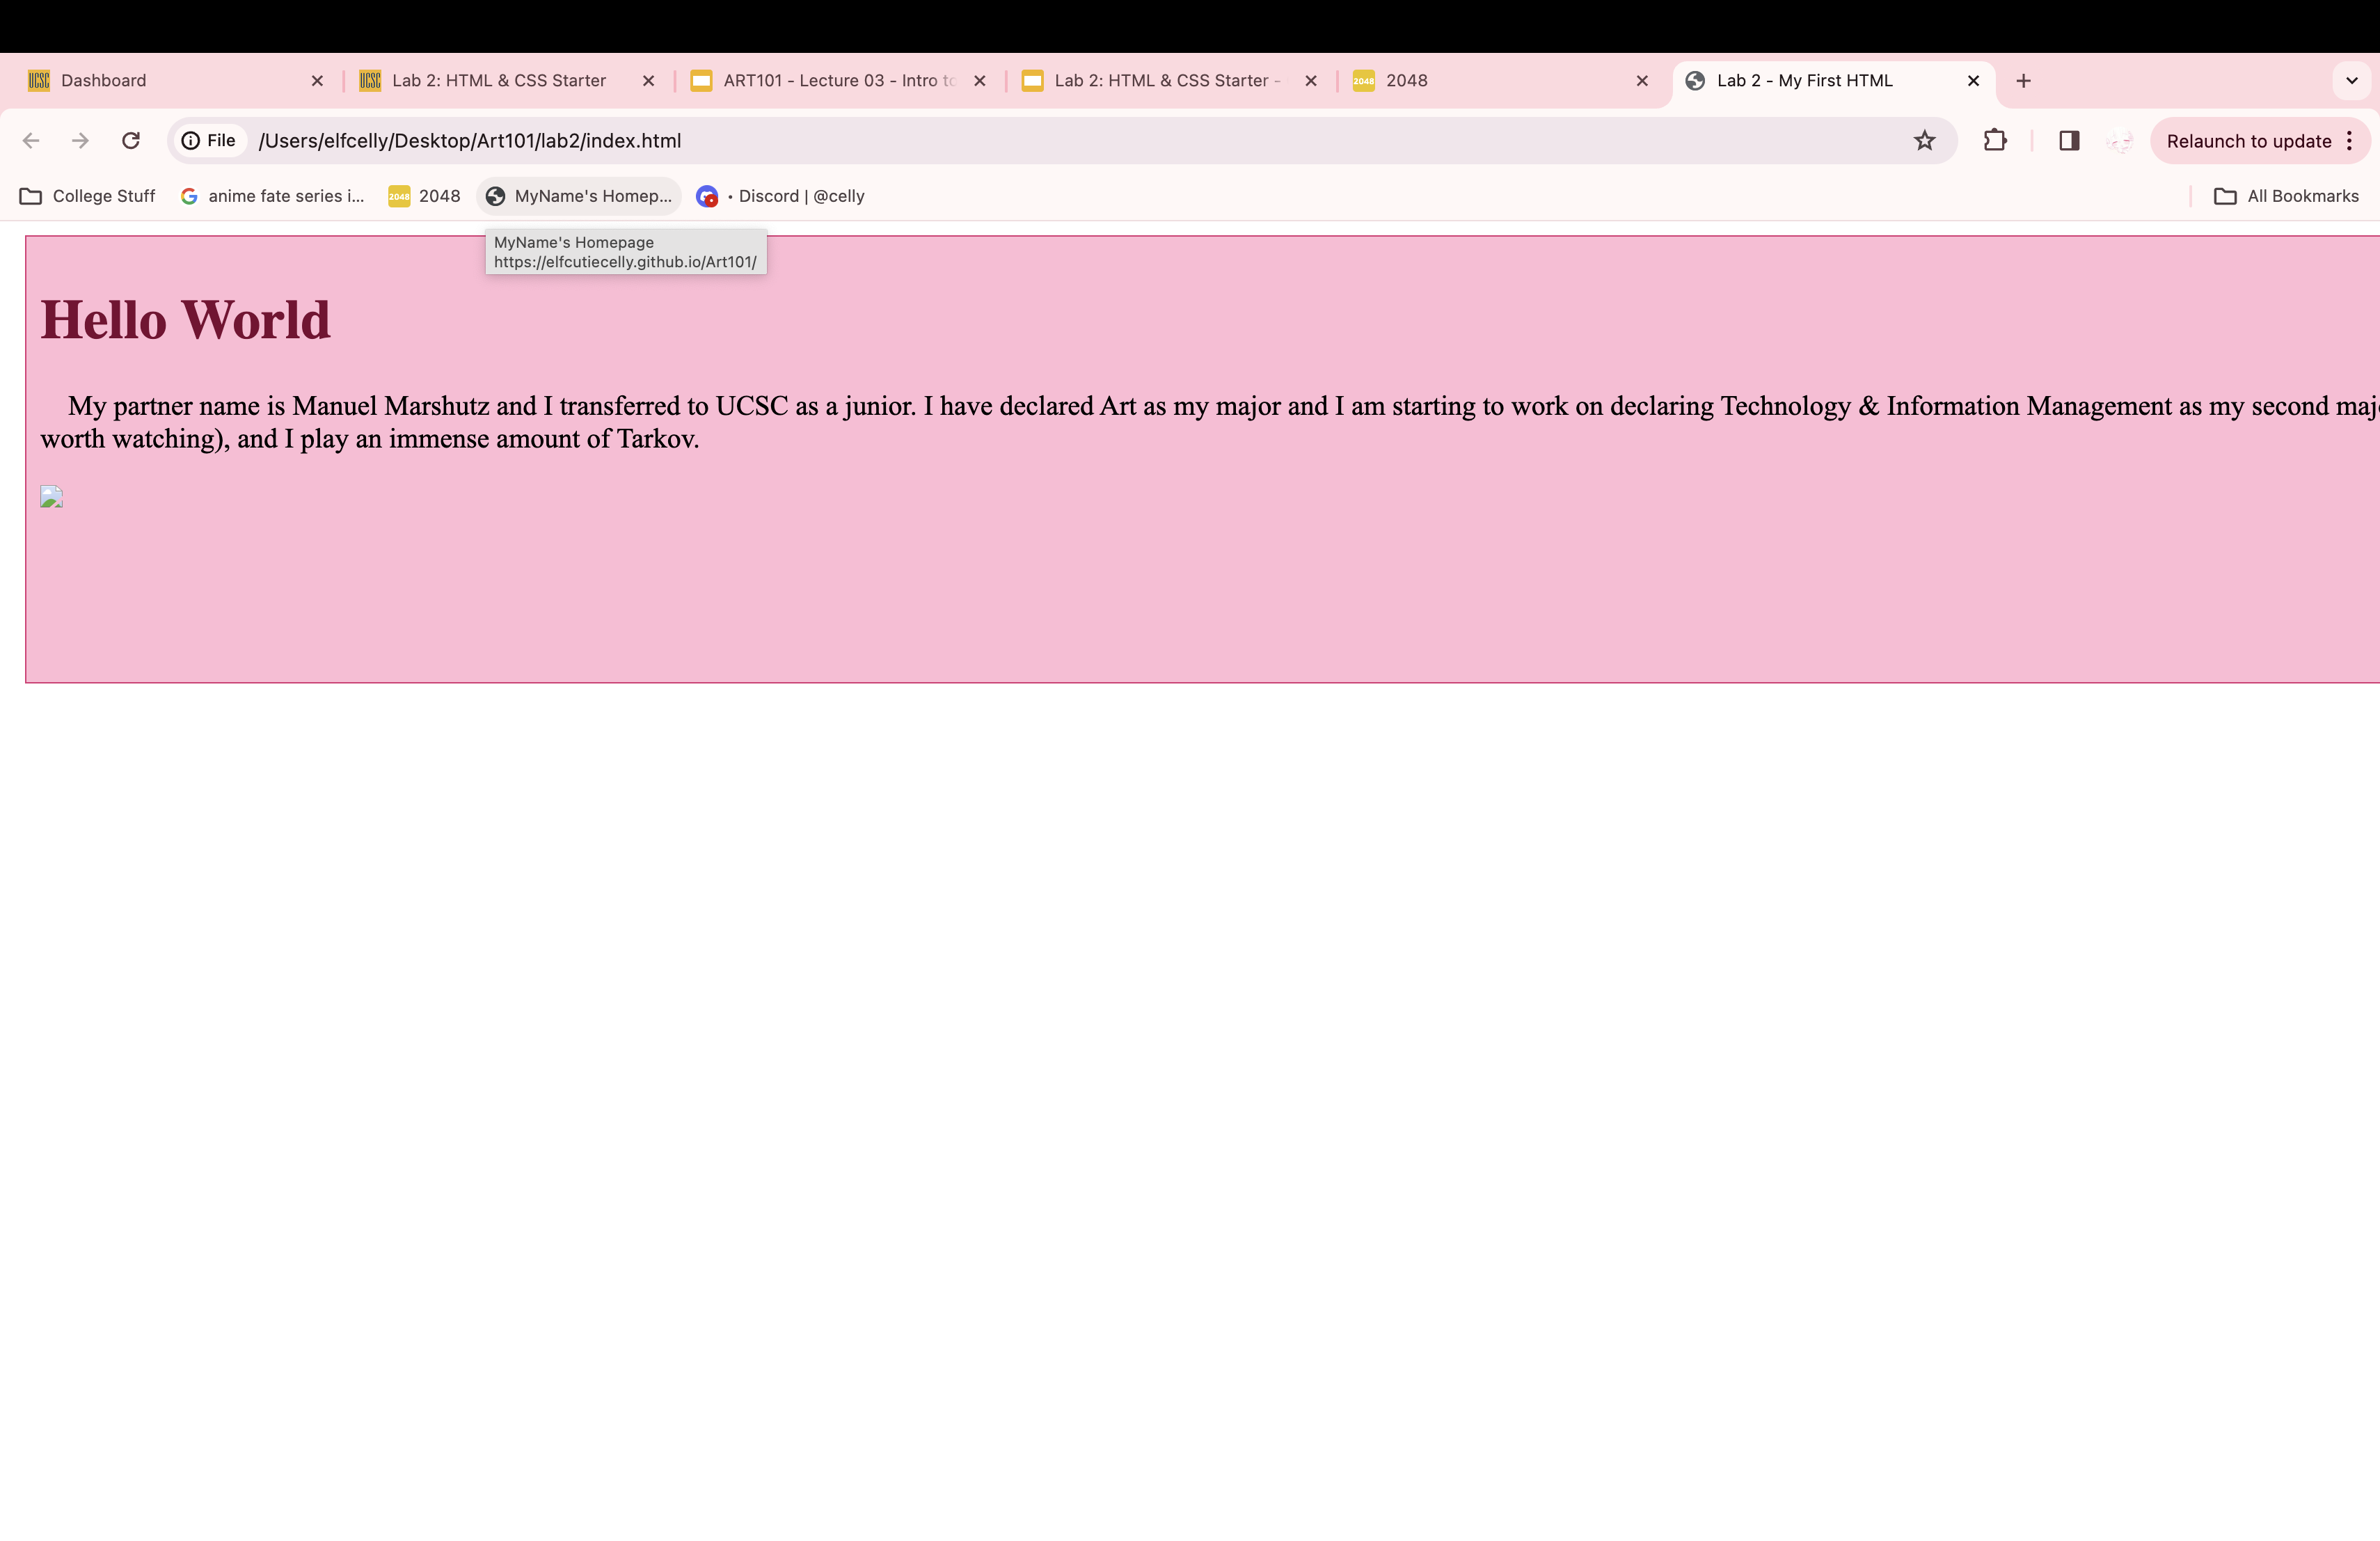 UCSC Dashboard
UCSC Lab 2: HTML & CSS Starter
ART101 - Lecture 03 - Intro to
Lab 2: HTML & CSS Starter -
2048 2048
Lab 2 - My First HTML
File /Users/elfcelly/Desktop/Art101/lab2/index.html
Relaunch to update
College Stuff
anime fate series i...
2048 2048
MyName's Homep...
• Discord | @celly
All Bookmarks
MyName's Homepage
https://elfcutiecelly.github.io/Art101/
Hello World
My partner name is Manuel Marshutz and I transferred to UCSC as a junior. I have declared Art as my major and I am starting to work on declaring Technology & Information Management as my second maj
worth watching), and I play an immense amount of Tarkov.